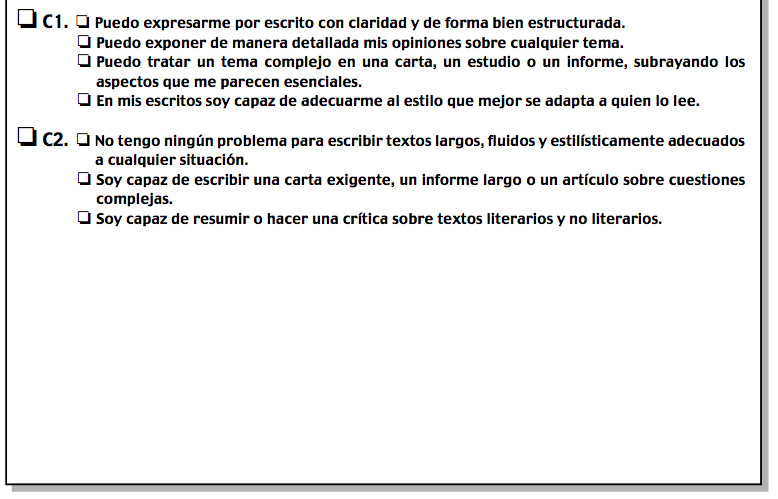 ❏ C1. ❏ Puedo expresarme por escrito con claridad y de forma bien estructurada.
❏ Puedo exponer de manera detallada mis opiniones sobre cualquier tema.
❏ Puedo tratar un tema complejo en una carta, un estudio o un informe, subrayando los
aspectos que me parecen esenciales.
❏ En mis escritos soy capaz de adecuarme al estilo que mejor se adapta a quien lo lee.
❏ C2. ❏ No tengo ningún problema para escribir textos largos, fluidos y estilísticamente adecuados
a cualquier situación.
❏ Soy capaz de escribir una carta exigente, un informe largo o un artículo sobre cuestiones
complejas.
❏ Soy capaz de resumir o hacer una crítica sobre textos literarios y no literarios.